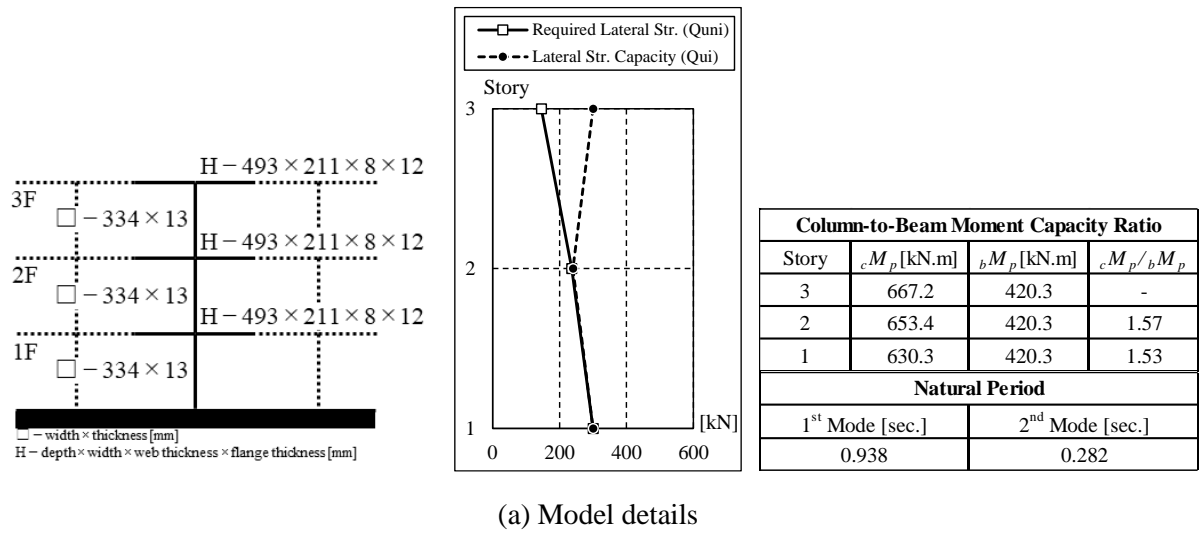 H－493×211×8×12
3F
□－334×13
H－493×211×8×12
2F
□－334×13
H－493×211×8×12
1F
□－334×13
□－width×thickness[mm]
H－depth×width×web thickness×flange thickness[mm]
Required Lateral Str. (Quni)
Lateral Str. Capacity (Qui)
Story
3 0 200 400 600
2
1 [kN]
0 200 400 600
Column-to-Beam Moment Capacity Ratio
Story cMp[kN.m] bMp[kN.m] cMp/bMp
3 667.2 420.3 -
2 653.4 420.3 1.57
1 630.3 420.3 1.53
Natural Period
1st Mode [sec.] 2nd Mode [sec.]
0.938 0.282
(a) Model details